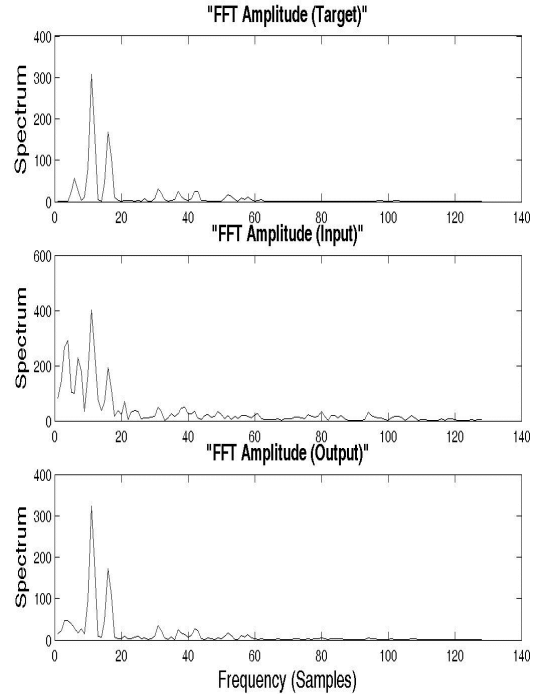 "FFT Amplitude (Target)"
400
300
200
100
0
Spectrum
0 20 40 60 80 100 120 140
"FFT Amplitude (Input)"
600
400
200
0
Spectrum
0 20 40 60 80 100 120 140
"FFT Amplitude (Output)"
400
300
200
100
0
Spectrum
0 20 40 60 80 100 120 140
Frequency (Samples)